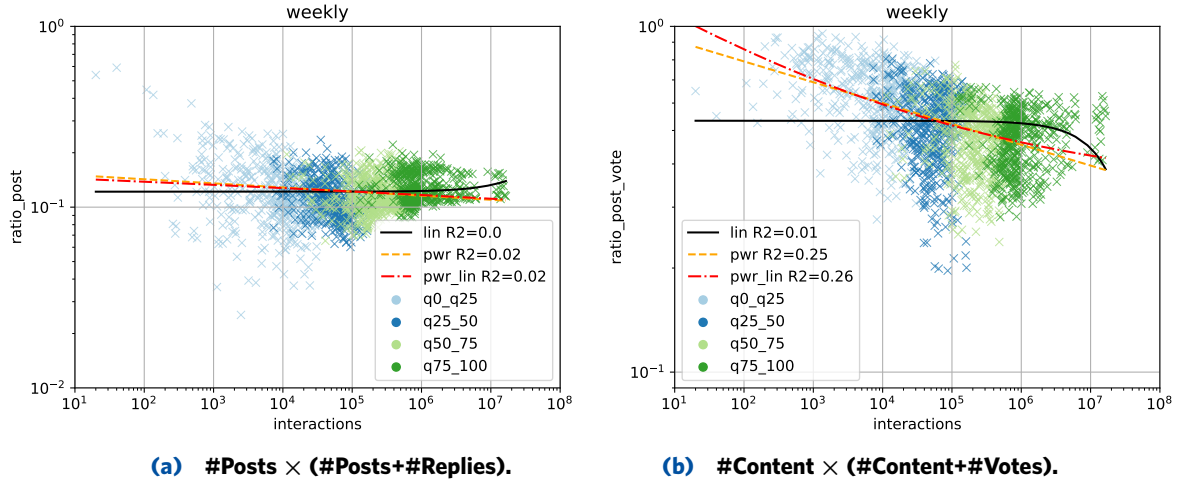 weekly
ratio_post
10^0
10^-1
10^-2
10^1 10^2 10^3 10^4 10^5 10^6 10^7 10^8
interactions
lin R2=0.0
pwr R2=0.02
pwr_lin R2=0.02
q0_q25
q25_50
q50_75
q75_100
(a) #Posts × (#Posts+#Replies).
weekly
ratio_post_vote
10^0
10^-1
10^1 10^2 10^3 10^4 10^5 10^6 10^7 10^8
interactions
lin R2=0.01
pwr R2=0.25
pwr_lin R2=0.26
q0_q25
q25_50
q50_75
q75_100
(b) #Content × (#Content+#Votes).